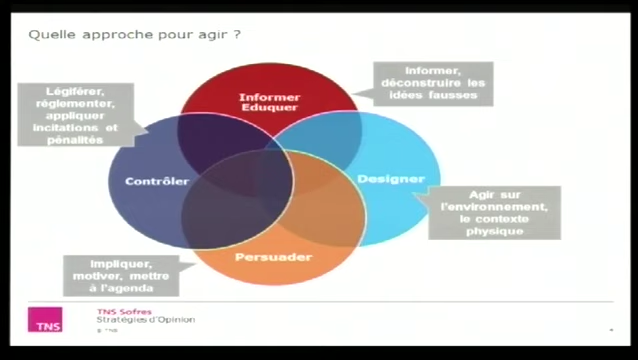 Quelle approche pour agir ?
Légiférer,
règlementer,
appliquer
incitations et
pénalités
Informer
Eduquer
Informer,
déconstruire les
idées fausses
Contrôler
Designer
Agir sur
l'environnement,
le contexte
physique
Persuader
Impliquer,
motiver, mettre
à l'agenda
TNS
TNS Sofres
Stratégies d'Opinion